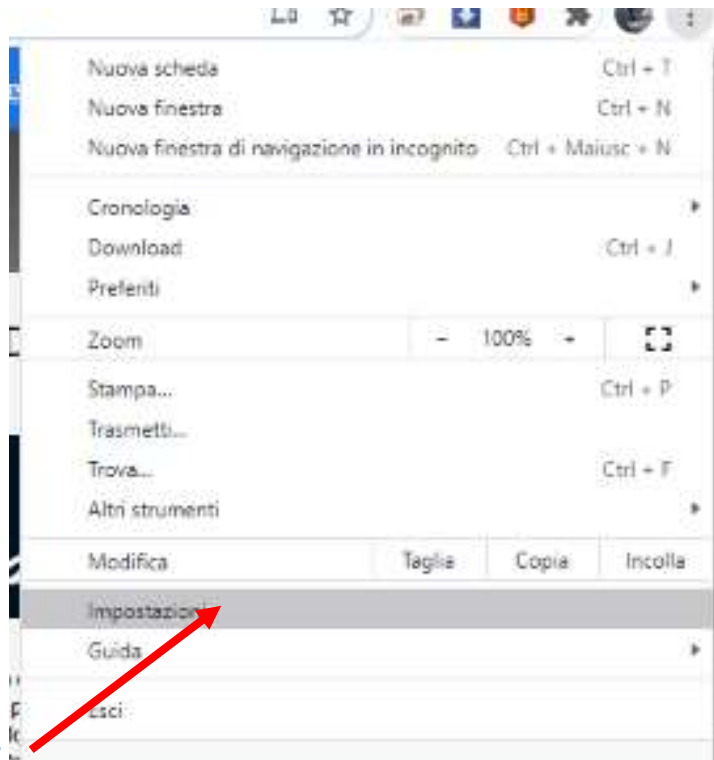 Nuova scheda Ctrl + T
Nuova finestra Ctrl + N
Nuova finestra di navigazione in incognito Ctrl + Maiusc + N
Cronologia
Download Ctrl + J
Preferiti
Zoom - 100% +
Stampa... Ctrl + P
Trasmetti...
Trova... Ctrl + F
Altri strumenti
Modifica Taglia Copia Incolla
Impostazioni
Guida
Esci